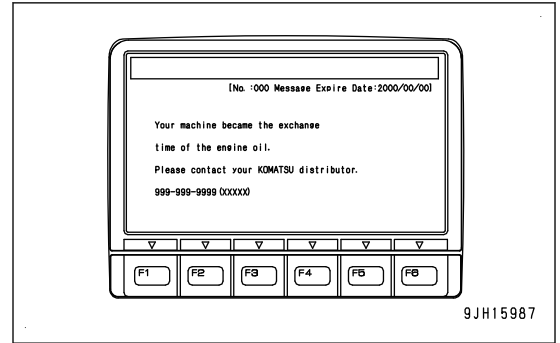 [No. :000 Message Expire Date:2000/00/00]
Your machine became the exchange
time of the engine oil.
Please contact your KOMATSU distributor.
999-999-9999(XXXXX)
F1 F2 F3 F4 F5 F6
9JH15987